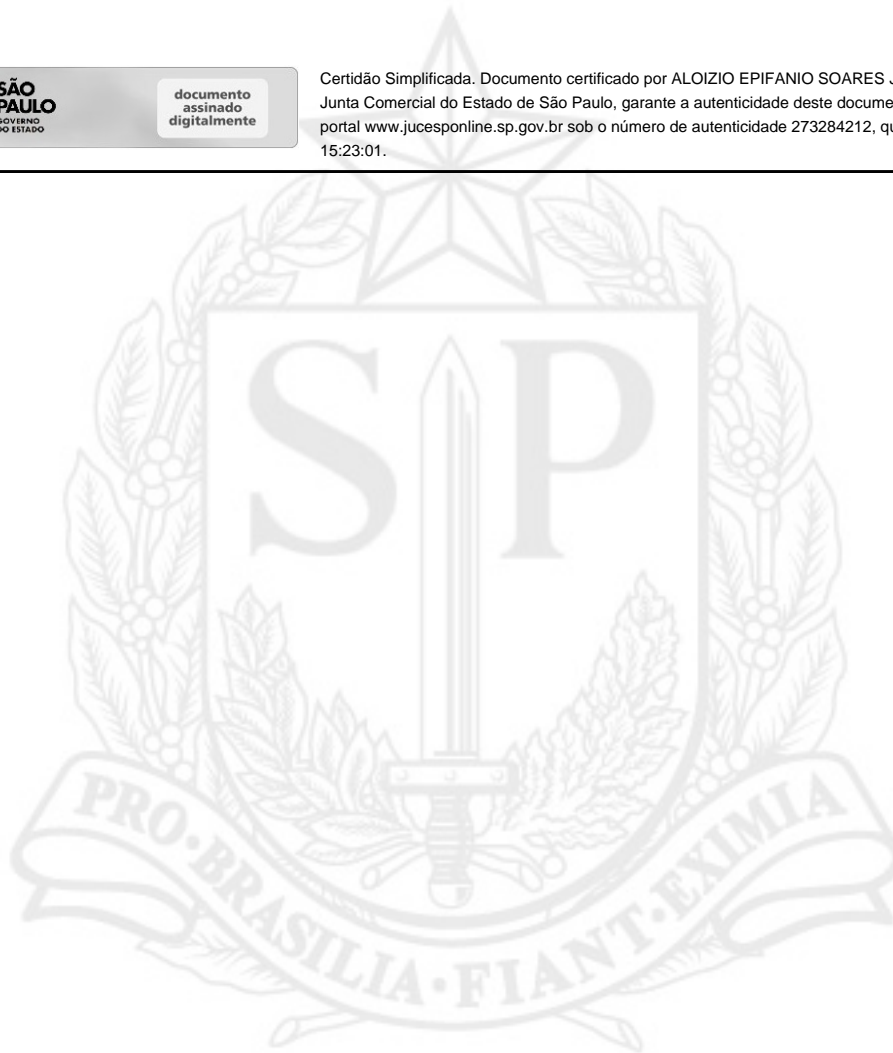 SÃO
PAULO
GOVERNO
DO ESTADO
documento
assinado
digitalmente
Certidão Simplificada. Documento certificado por ALOIZIO EPIFANIO SOARES
Junta Comercial do Estado de São Paulo, garante a autenticidade deste
portal www.jucesponline.sp.gov.br sob o número de autenticidade 273284212,
15:23:01.
S P
PRO·BRASILIA·FIANT·EXIMIA